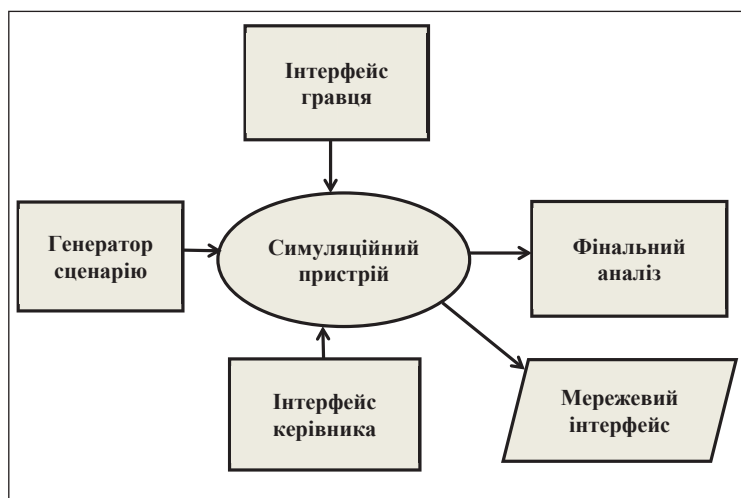 Інтерфейс
гравця
Генератор
сценарію
Симуляційний
пристрій
Фінальний
аналіз
Інтерфейс
керівника
Мережевий
інтерфейс